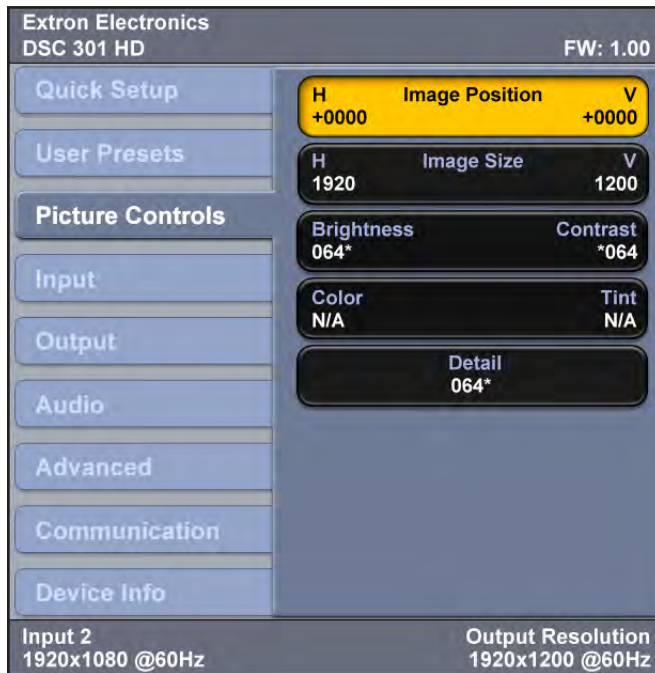 Extron Electronics
DSC 301 HD FW: 1.00
Quick Setup
User Presets
Picture Controls
Input
Output
Audio
Advanced
Communication
Device Info
H Image Position V
+0000 +0000
H Image Size V
1920 1200
Brightness Contrast
064* *064
Color Tint
N/A N/A
Detail
064*
Input 2 Output Resolution
1920x1080 @60Hz 1920x1200 @60Hz